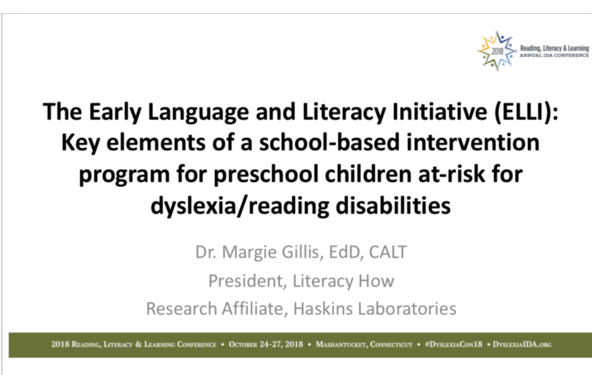 2018
Reading, Literacy & Learning
ANNUAL IDA CONFERENCE
The Early Language and Literacy Initiative (ELLI):
Key elements of a school-based intervention
program for preschool children at-risk for
dyslexia/reading disabilities
Dr. Margie Gillis, EdD, CALT
President, Literacy How
Research Affiliate, Haskins Laboratories
2018 Reading, Literacy & Learning Conference • October 24-27, 2018 • Mashantucket, Connecticut • #DyslexiaCon18 • DyslexiaIDA.org